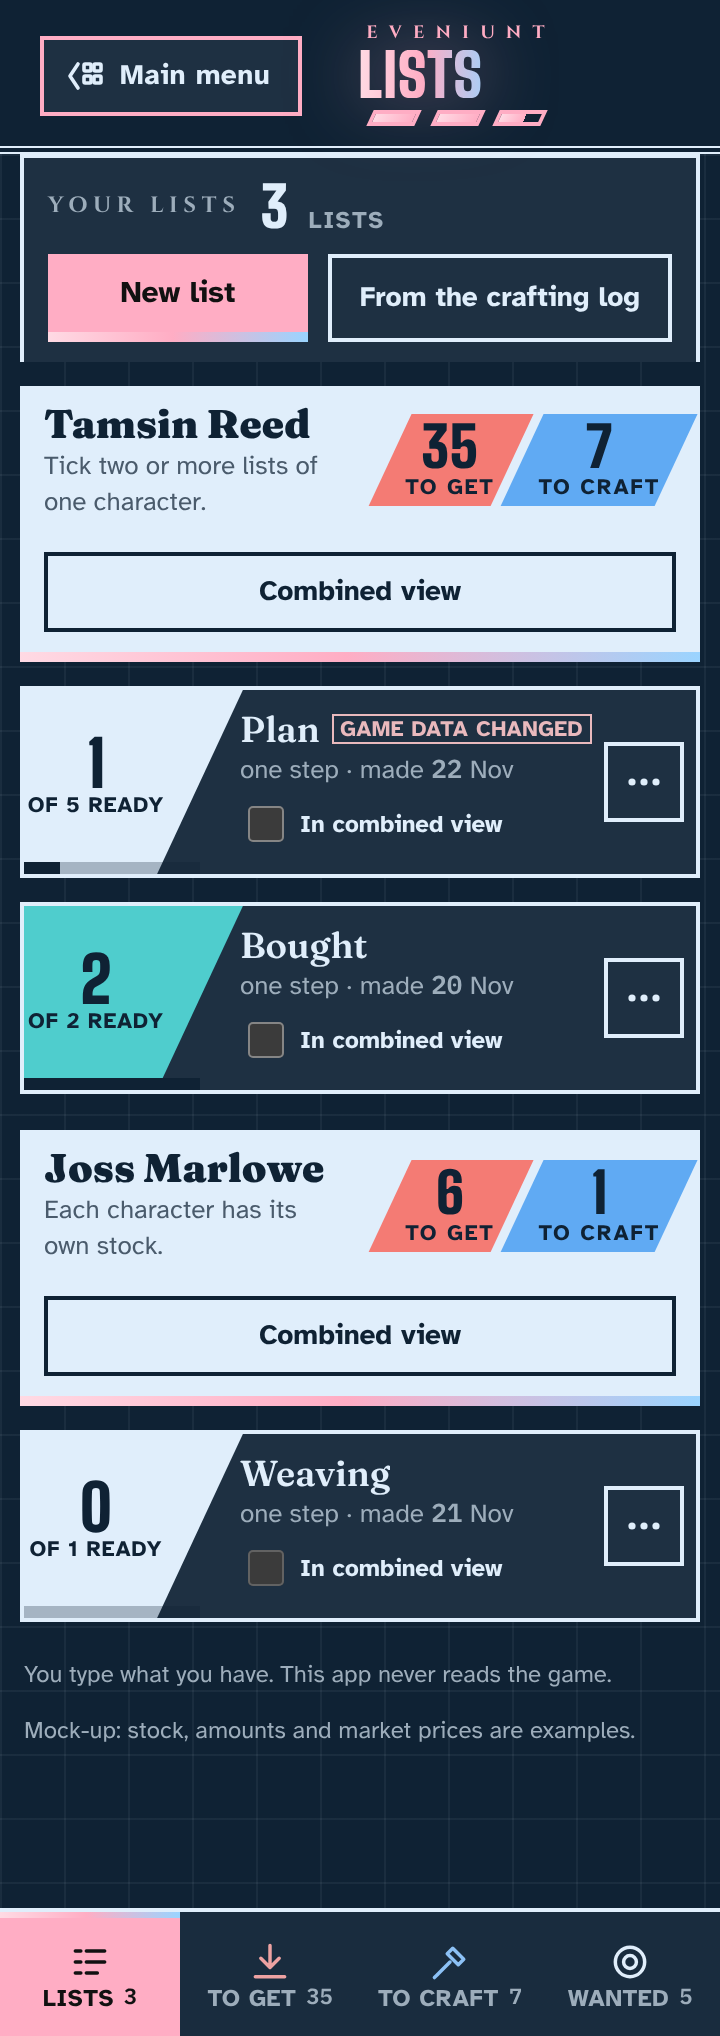 EVENIUNT
Main menu
LISTS
YOUR LISTS 3 LISTS
New list
From the crafting log
Tamsin Reed
Tick two or more lists of
one character.
35
TO GET
7
TO CRAFT
Combined view
1
OF 5 READY
Plan GAME DATA CHANGED
one step · made 22 Nov
In combined view
2
OF 2 READY
Bought
one step · made 20 Nov
In combined view
Joss Marlowe
Each character has its
own stock.
6
TO GET
1
TO CRAFT
Combined view
0
OF 1 READY
Weaving
one step · made 21 Nov
In combined view
You type what you have. This app never reads the game.
Mock-up: stock, amounts and market prices are examples.
LISTS 3
TO GET 35
TO CRAFT 7
WANTED 5